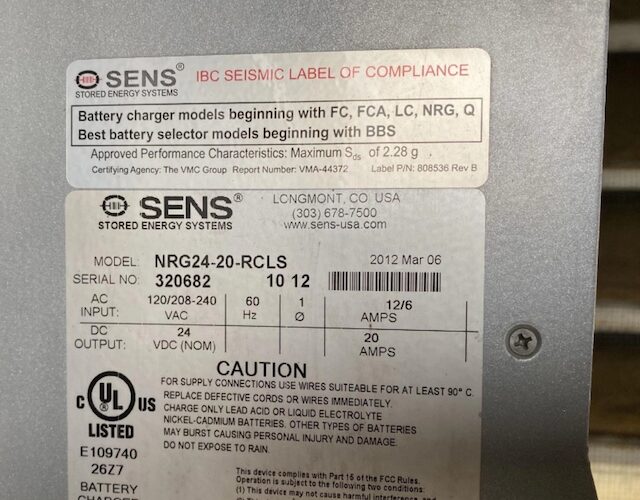 SENS® IBC SEISMIC LABEL OF COMPLIANCE
STORED ENERGY SYSTEMS
Battery charger models beginning with FC, FCA, LC, NRG, Q
Best battery selector models beginning with BBS
Approved Performance Characteristics: Maximum Sds of 2.28 g
Certifying Agency: The VMC Group Report Number: VMA-44372 Label P/N: 808536 Rev B
SENS® LONGMONT, CO USA
STORED ENERGY SYSTEMS (303) 678-7500
www.sens-usa.com
MODEL: NRG24-20-RCLS 2012 Mar 06
SERIAL NO: 320682 10 12
AC INPUT: 120/208-240 VAC 60 Hz 1 Ø 12/6 AMPS
DC OUTPUT: 24 VDC (NOM) 20 AMPS
CAUTION
FOR SUPPLY CONNECTIONS USE WIRES SUITEABLE FOR AT LEAST 90° C.
REPLACE DEFECTIVE CORDS OR WIRES IMMEDIATELY.
CHARGE ONLY LEAD ACID OR LIQUID ELECTROLYTE
NICKEL-CADMIUM BATTERIES. OTHER TYPES OF BATTERIES
MAY BURST CAUSING PERSONAL INJURY AND DAMAGE.
DO NOT EXPOSE TO RAIN.
C UL US
LISTED
E109740
26Z7
BATTERY
CHARGER
This device complies with Part 15 of the FCC Rules.
Operation is subject to the following two conditions:
(1) This device may not cause harmful interference, and